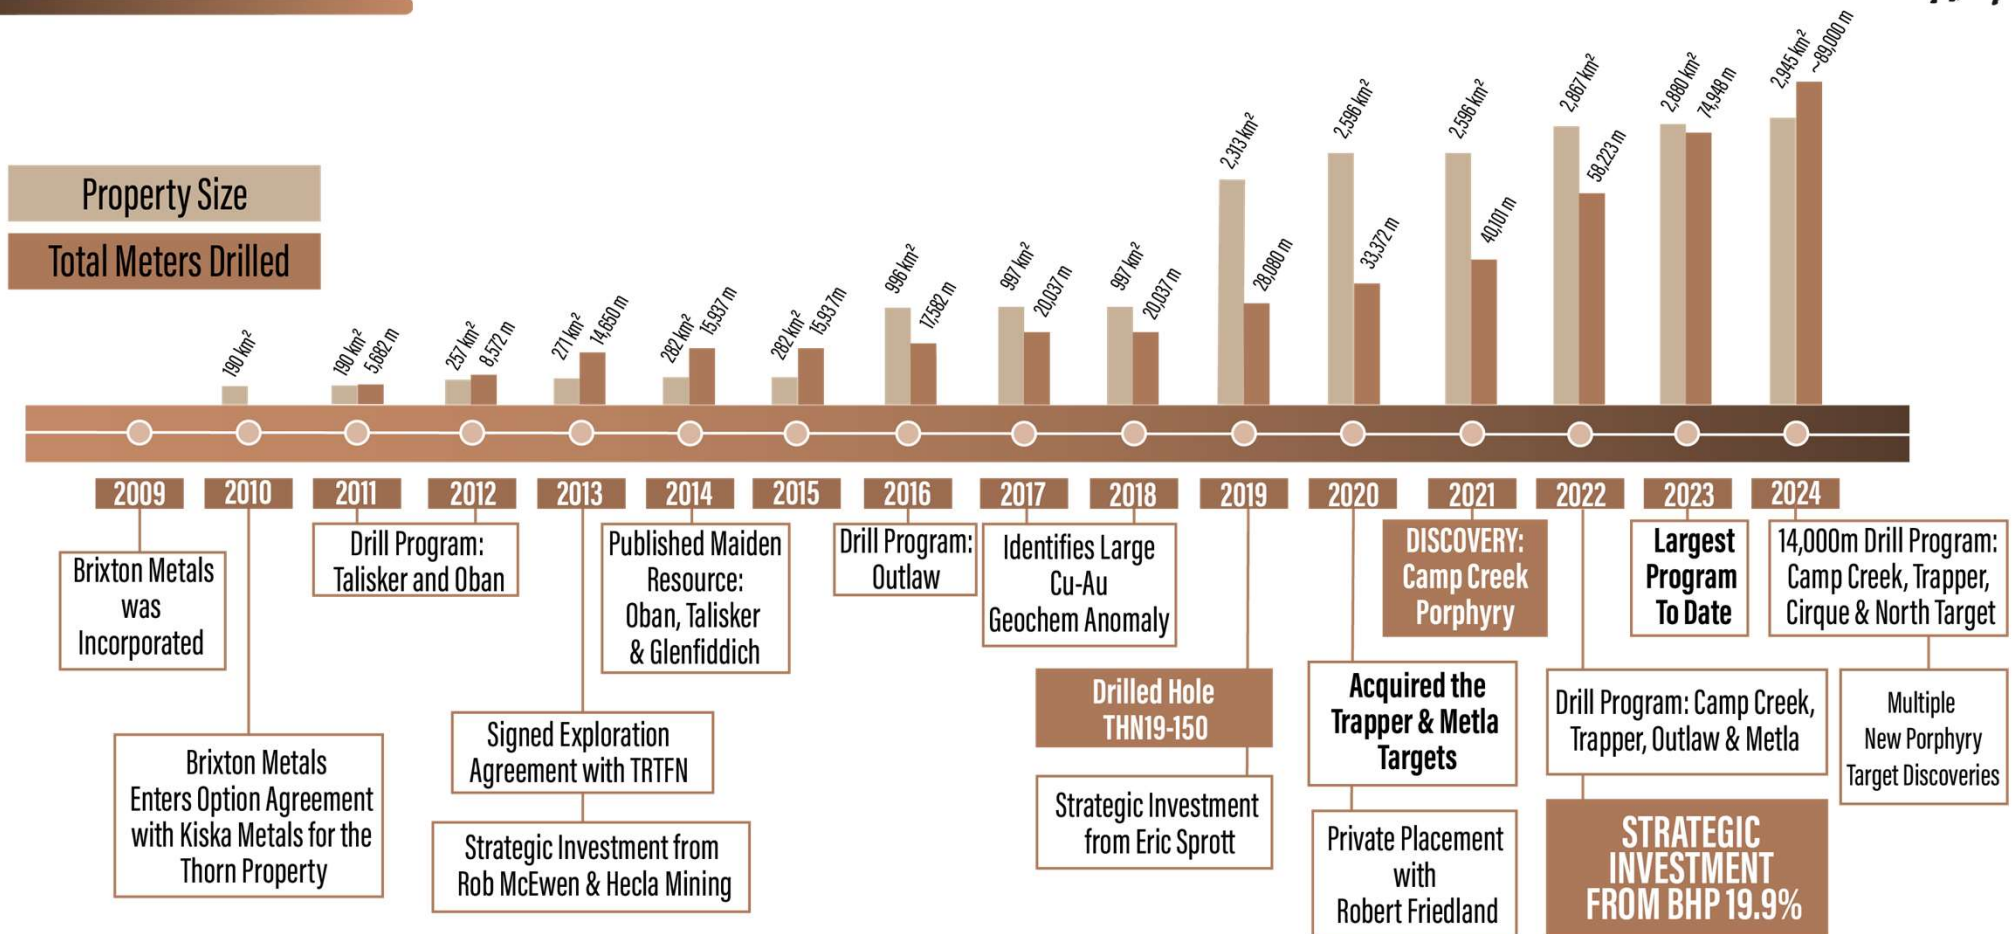 Property Size
Total Meters Drilled
190 km²
190 km²
5,682 m
257 km²
8,572 m
271 km²
14,650 m
282 km²
15,937 m
282 km²
15,937m
996 km²
17,582 m
997 km²
20,037 m
997 km²
20,037 m
2,313 km²
28,080 m
2,596 km²
33,372 m
2,596 km²
40,101 m
2,867 km²
58,223 m
2,880 km²
74,948 m
2,945 km²
~89,000 m
2009
2010
2011
2012
2013
2014
2015
2016
2017
2018
2019
2020
2021
2022
2023
2024
Brixton Metals
was
Incorporated
Brixton Metals
Enters Option Agreement
with Kiska Metals for the
Thorn Property
Drill Program:
Talisker and Oban
Signed Exploration
Agreement with TRTFN
Strategic Investment from
Rob McEwen & Hecla Mining
Published Maiden
Resource:
Oban, Talisker
& Glenfiddich
Drill Program:
Outlaw
Identifies Large
Cu-Au
Geochem Anomaly
Drilled Hole
THN19-150
Strategic Investment
from Eric Sprott
Acquired the
Trapper & Metla
Targets
Private Placement
with
Robert Friedland
DISCOVERY:
Camp Creek
Porphyry
Drill Program: Camp Creek,
Trapper, Outlaw & Metla
STRATEGIC
INVESTMENT
FROM BHP 19.9%
Largest
Program
To Date
14,000m Drill Program:
Camp Creek, Trapper,
Cirque & North Target
Multiple
New Porphyry
Target Discoveries